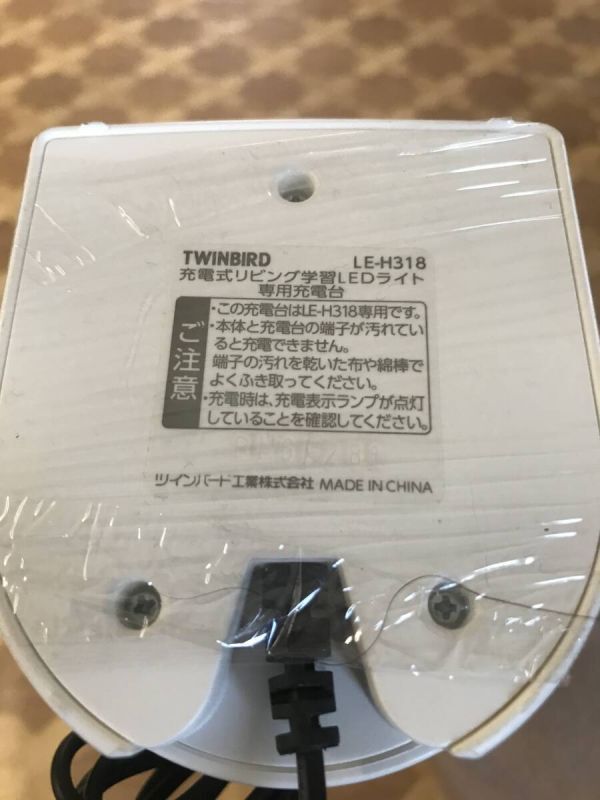 TWINBIRD LE-H318
充電式リビング学習LEDライト
専用充電台
ご注意
・この充電台はLE-H318専用です。
・本体と充電台の端子が汚れてい
ると充電できません。
端子の汚れを乾いた布や綿棒で
よくふき取ってください。
・充電時は、充電表示ランプが点灯
していることを確認してください。
ツインバード工業株式会社 MADE IN CHINA